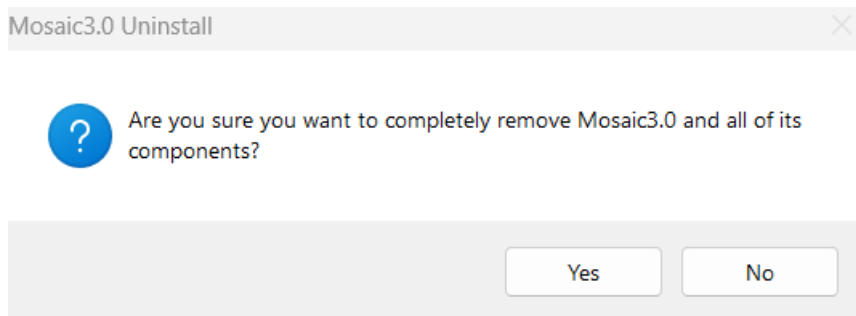 Mosaic3.0 Uninstall
?
Are you sure you want to completely remove Mosaic3.0 and all of its
components?
Yes
No